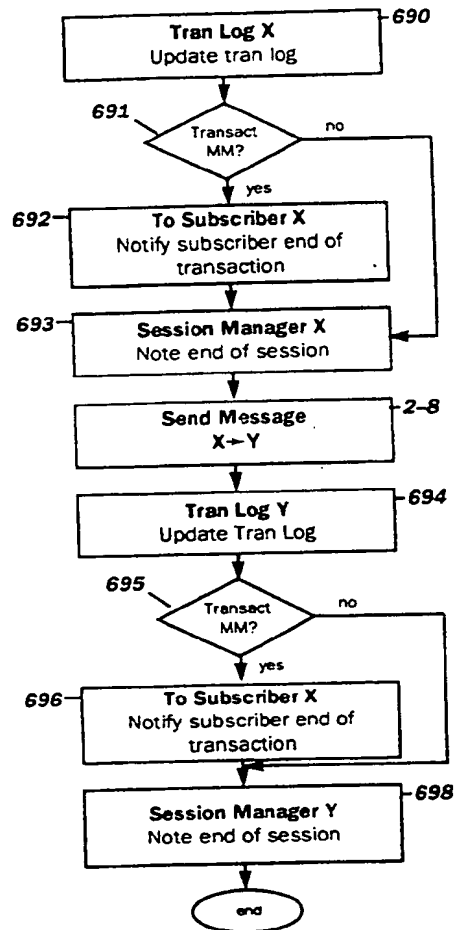 690
Tran Log X
Update tran log
691
Transact
MM?
no
yes
692
To Subscriber X
Notify subscriber end of
transaction
693
Session Manager X
Note end of session
2-8
Send Message
X→Y
694
Tran Log Y
Update Tran Log
695
Transact
MM?
no
yes
696
To Subscriber X
Notify subscriber end of
transaction
698
Session Manager Y
Note end of session
end